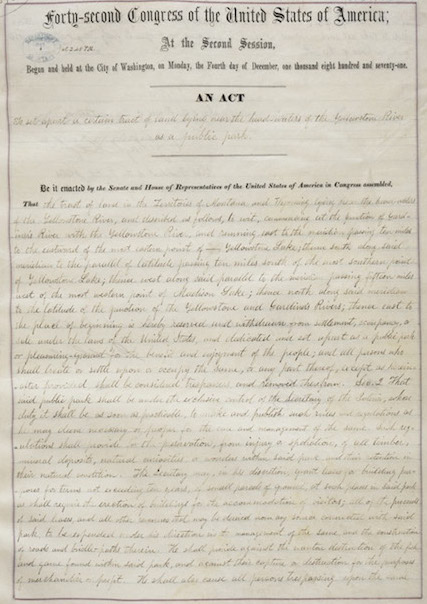 Forty-second Congress of the United States of America;
At the Second Session,
Begun and held at the City of Washington, on Monday, the Fourth day of December, one thousand eight hundred and seventy-one.
AN ACT
To set apart a certain tract of land lying near the head-waters of the Yellowstone River
as a public park.
Be it enacted by the Senate and House of Representatives of the United States of America in Congress assembled,
That the tract of land in the Territories of Montana and Wyoming, lying near the head-waters
of the Yellowstone River, and described as follows, to wit, commencing at the junction of Gardi-
ner's River with the Yellowstone River, and running east to the meridian passing ten miles
to the eastward of the most eastern point of Yellowstone Lake; thence south along said
meridian to the parallel of latitude passing ten miles south of the most southern point
of Yellowstone Lake; thence west along said parallel to the meridian passing fifteen miles
west of the most western point of Madison Lake; thence north along said meridian
to the latitude of the junction of the Yellowstone and Gardiner's Rivers; thence east to
the place of beginning is hereby reserved and withdrawn from settlement, occupancy, or
sale under the laws of the United States, and dedicated and set apart as a public park
or pleasuring-ground for the benefit and enjoyment of the people; and all persons who
shall locate or settle upon or occupy the same, or any part thereof, except as herein-
after provided, shall be considered trespassers and removed therefrom. Sec. 2. That
said public park shall be under the exclusive control of the Secretary of the Interior, whose
duty it shall be, as soon as practicable, to make and publish such rules and regulations as
he may deem necessary or proper for the care and management of the same. Such reg-
ulations shall provide for the preservation, from injury or spoliation, of all timber,
mineral deposits, natural curiosities, or wonders within said park, and their retention in
their natural condition. The Secretary may, in his discretion, grant leases for building pur-
poses for terms not exceeding ten years, of small parcels of ground, at such places in said park
as shall require the erection of buildings for the accommodation of visitors; all of the proceeds
of said leases, and all other revenues that may be derived from any source connected with said
park, to be expended under his direction in the management of the same, and the construction
of roads and bridle-paths therein. He shall provide against the wanton destruction of the fish
and game found within said park, and against their capture or destruction for the purposes
of merchandise or profit. He shall also cause all persons trespassing upon the same